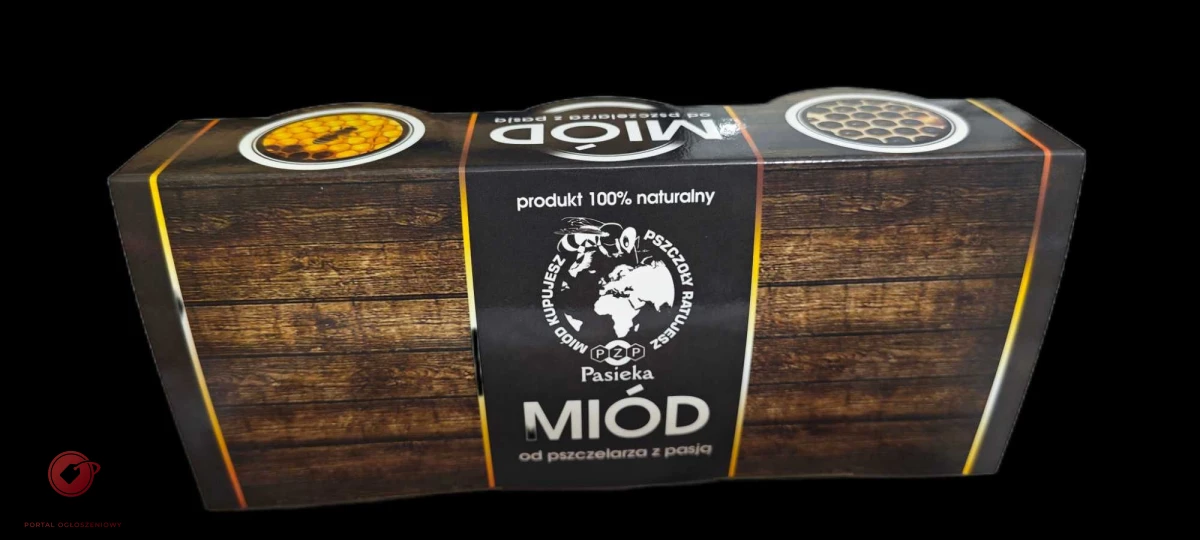 MIÓD
od pszczelarza z pasją
produkt 100% naturalny
MIÓD KUPUJESZ PSZCZOŁY RATUJESZ
PZP
Pasieka
MIÓD
od pszczelarza z pasją
PORTAL OGŁOSZENIOWY